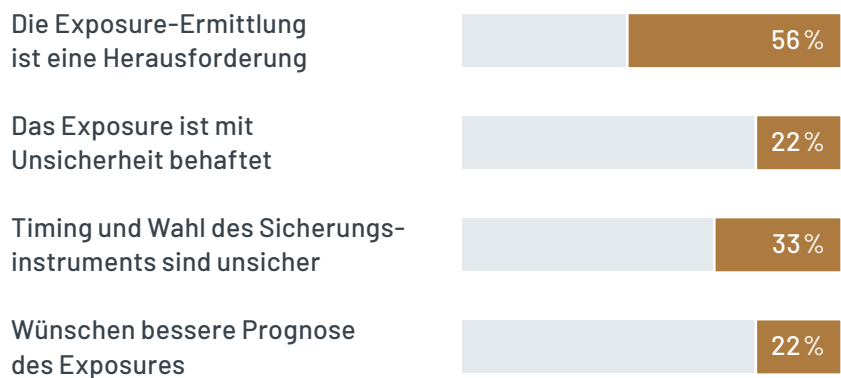 Die Exposure-Ermittlung
ist eine Herausforderung
56 %
Das Exposure ist mit
Unsicherheit behaftet
22 %
Timing und Wahl des Sicherungs-
instruments sind unsicher
33 %
Wünschen bessere Prognose
des Exposures
22 %